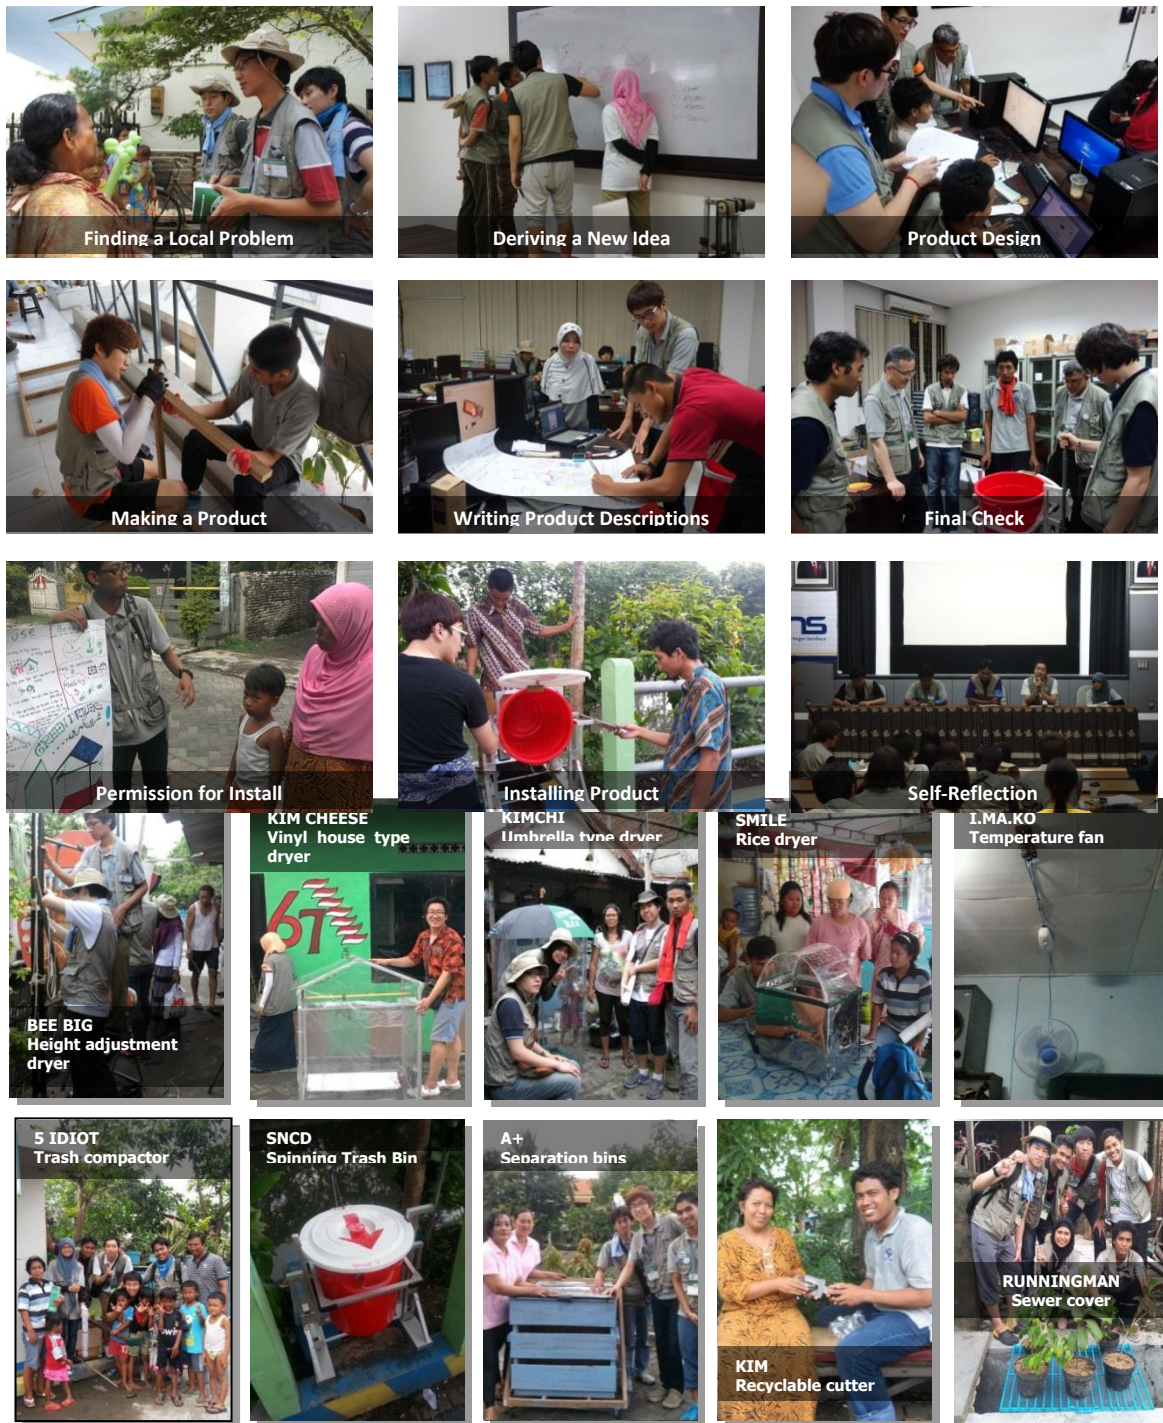 Finding a Local Problem
Deriving a New Idea
Product Design
Making a Product
Writing Product Descriptions
Final Check
USE
Permission for Install
Installing Product
Self-Reflection
BEE BIG
Height adjustment
dryer
KIM CHEESE
Vinyl house type
dryer
67
KIMCHI
Umbrella type dryer
SMILE
Rice dryer
I.MA.KO
Temperature fan
5 IDIOT
Trash compactor
SNCD
Spinning Trash Bin
A+
Separation bins
KIM
Recyclable cutter
RUNNINGMAN
Sewer cover